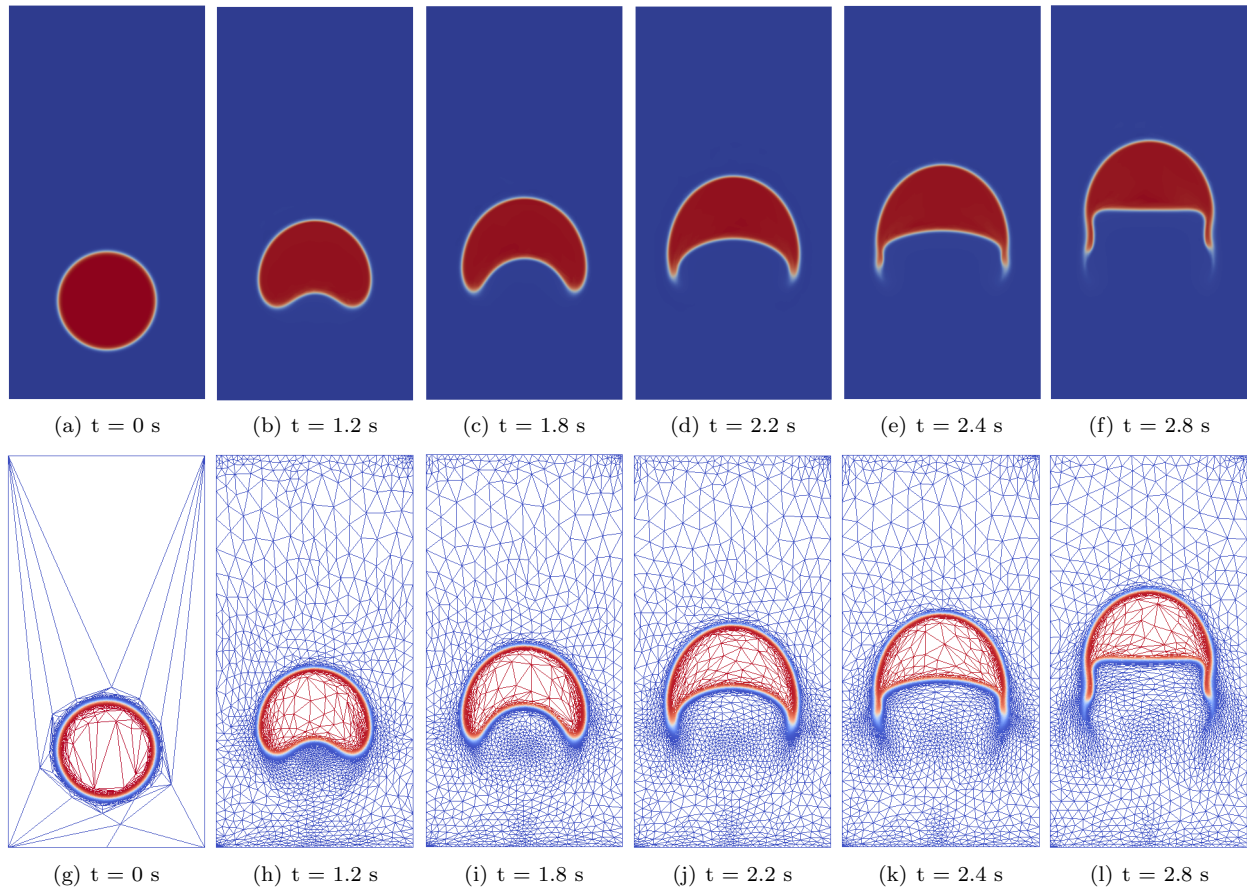 (a) t = 0 s
(b) t = 1.2 s
(c) t = 1.8 s
(d) t = 2.2 s
(e) t = 2.4 s
(f) t = 2.8 s
(g) t = 0 s
(h) t = 1.2 s
(i) t = 1.8 s
(j) t = 2.2 s
(k) t = 2.4 s
(l) t = 2.8 s